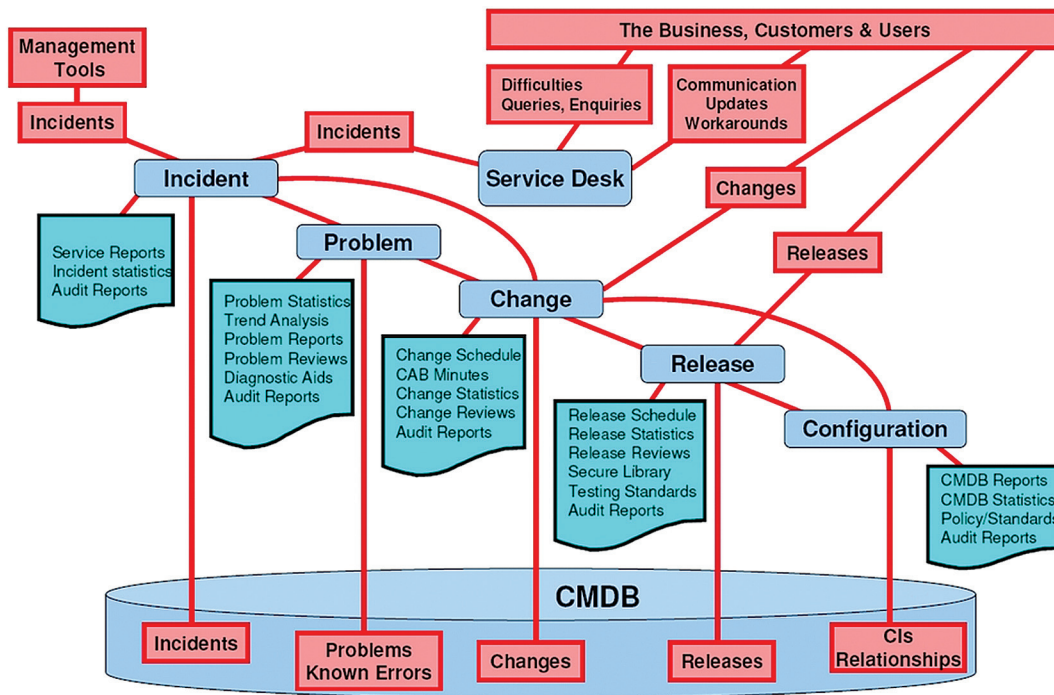 The Business, Customers & Users
Management
Tools
Difficulties
Queries, Enquiries
Communication
Updates
Workarounds
Incidents
Incidents
Incident
Service Desk
Changes
Service Reports
Incident statistics
Audit Reports
Problem
Releases
Problem Statistics
Trend Analysis
Problem Reports
Problem Reviews
Diagnostic Aids
Audit Reports
Change
Change Schedule
CAB Minutes
Change Statistics
Change Reviews
Audit Reports
Release
Release Schedule
Release Statistics
Release Reviews
Secure Library
Testing Standards
Audit Reports
Configuration
CMDB Reports
CMDB Statistics
Policy/Standards
Audit Reports
CMDB
Incidents
Problems
Known Errors
Changes
Releases
CIs
Relationships